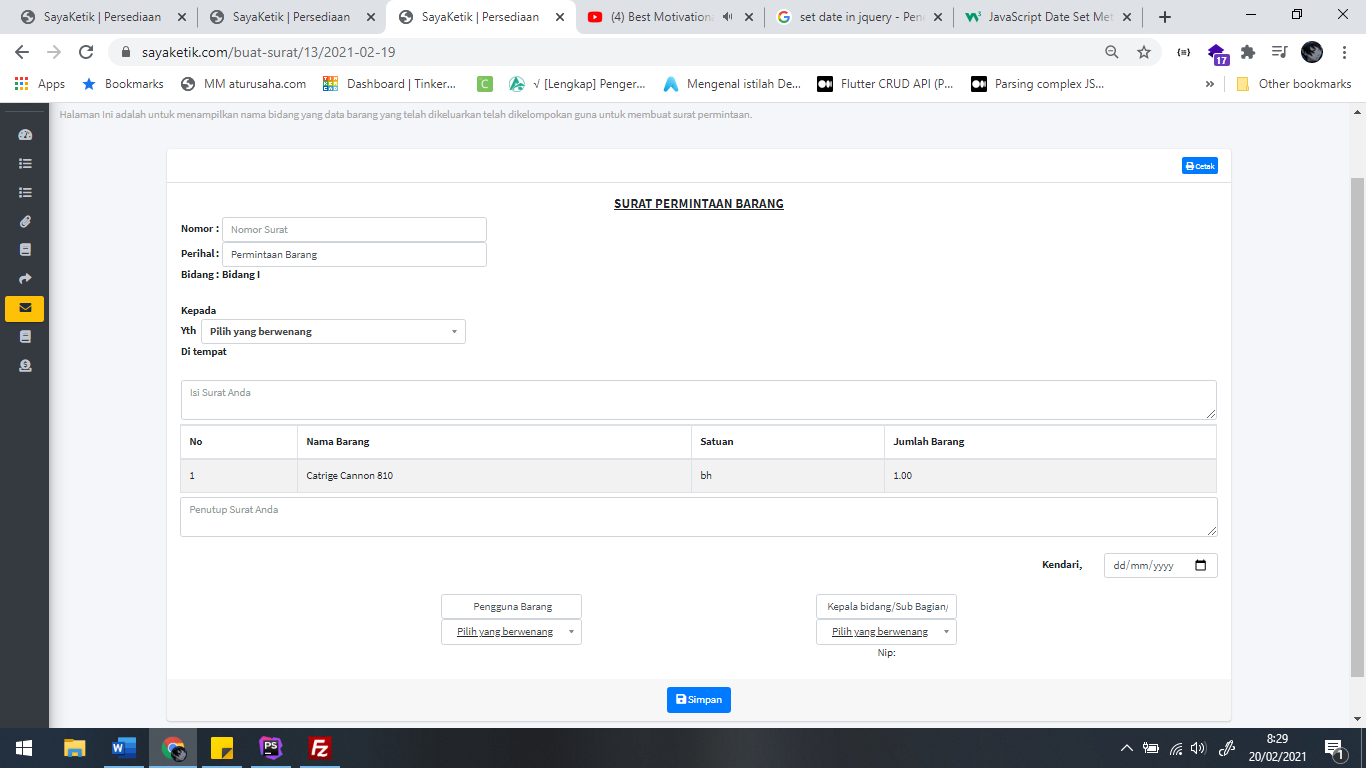 SayaKetik | Persediaan
SayaKetik | Persediaan
SayaKetik | Persediaan
(4) Best Motivationa
set date in jquery - Pen
JavaScript Date Set Met
sayaketik.com/buat-surat/13/2021-02-19
17
Apps
Bookmarks
MM aturusaha.com
Dashboard | Tinker...
C
√ [Lengkap] Penger...
Mengenal istilah De...
Flutter CRUD API (P...
Parsing complex JS...
»
Other bookmarks
Halaman Ini adalah untuk menampilkan nama bidang yang data barang yang telah dikeluarkan telah dikelompokan guna untuk membuat surat permintaan.
Cetak
SURAT PERMINTAAN BARANG
Nomor : Nomor Surat
Perihal : Permintaan Barang
Bidang : Bidang I
Kepada
Yth Pilih yang berwenang
Di tempat
Isi Surat Anda
No Nama Barang Satuan Jumlah Barang
1 Catrige Cannon 810 bh 1.00
Penutup Surat Anda
Kendari, dd/mm/yyyy
Pengguna Barang Kepala bidang/Sub Bagian/
Pilih yang berwenang Pilih yang berwenang
Nip:
Simpan
8:29
20/02/2021
1